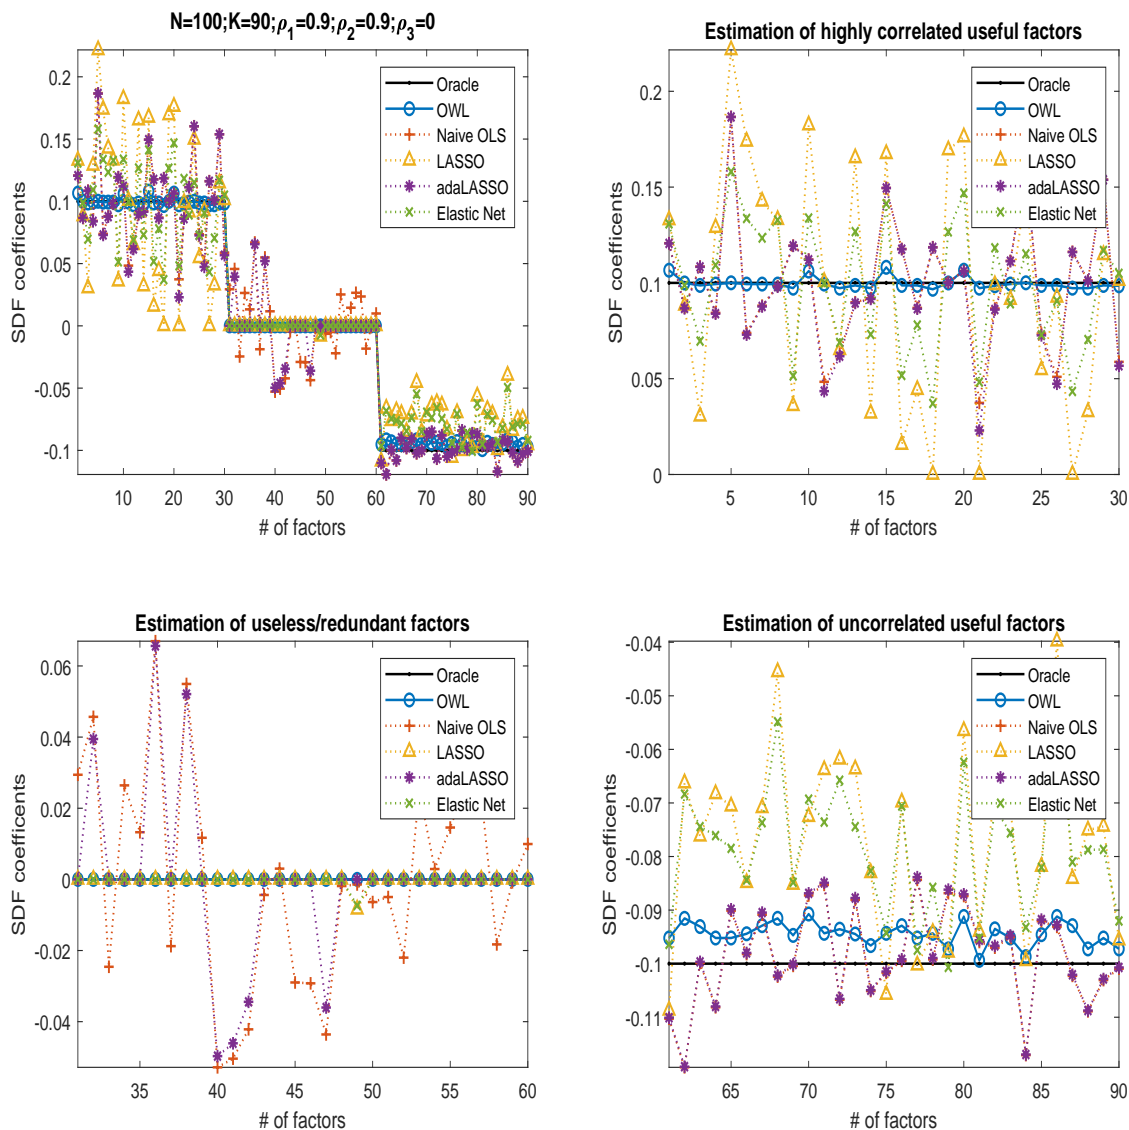 N=100;K=90;ρ1=0.9;ρ2=0.9;ρ3=0
0.2
0.15
0.1
0.05
0
-0.05
-0.1
10 20 30 40 50 60 70 80 90
SDF coefficents
# of factors
Oracle
OWL
Naive OLS
LASSO
adaLASSO
Elastic Net
Estimation of highly correlated useful factors
0.2
0.15
0.1
0.05
0
5 10 15 20 25 30
SDF coefficents
# of factors
Oracle
OWL
Naive OLS
LASSO
adaLASSO
Elastic Net
Estimation of useless/redundant factors
0.06
0.04
0.02
0
-0.02
-0.04
35 40 45 50 55 60
SDF coefficents
# of factors
Oracle
OWL
Naive OLS
LASSO
adaLASSO
Elastic Net
Estimation of uncorrelated useful factors
-0.04
-0.05
-0.06
-0.07
-0.08
-0.09
-0.1
-0.11
65 70 75 80 85 90
SDF coefficents
# of factors
Oracle
OWL
Naive OLS
LASSO
adaLASSO
Elastic Net